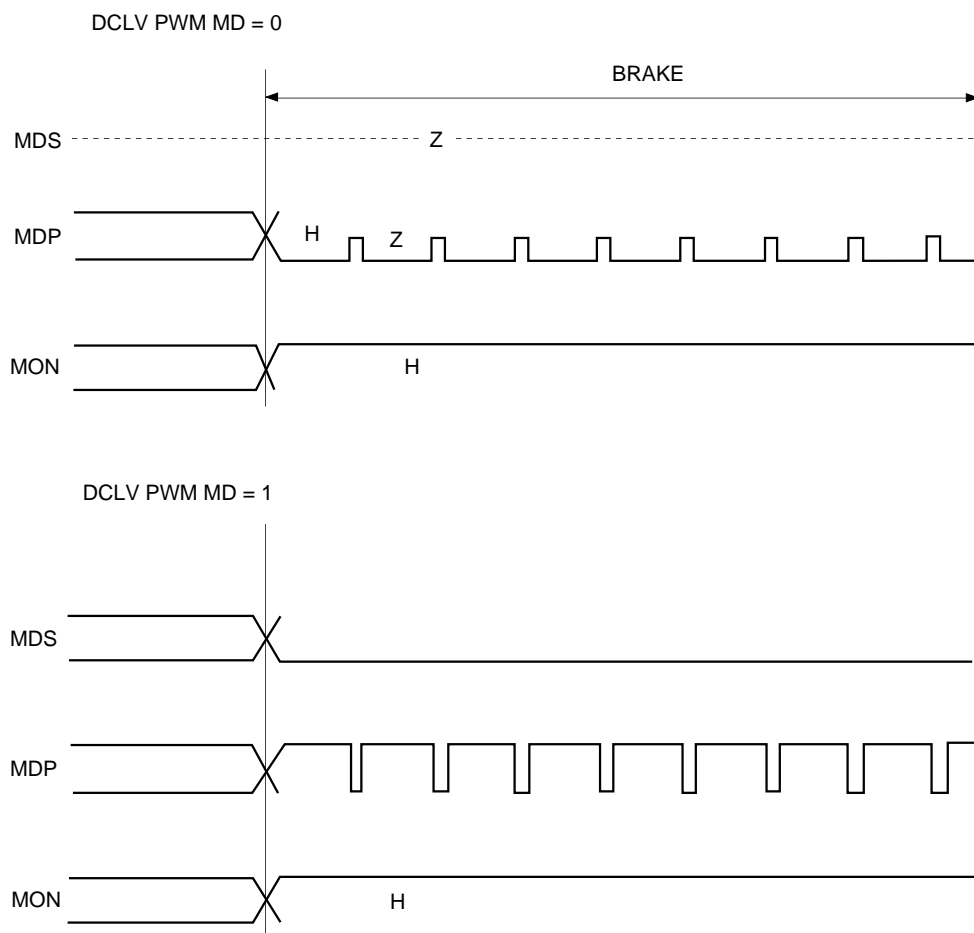 DCLV PWM MD = 0
BRAKE
MDS Z
MDP H Z
MON H
DCLV PWM MD = 1
MDS
MDP
MON H